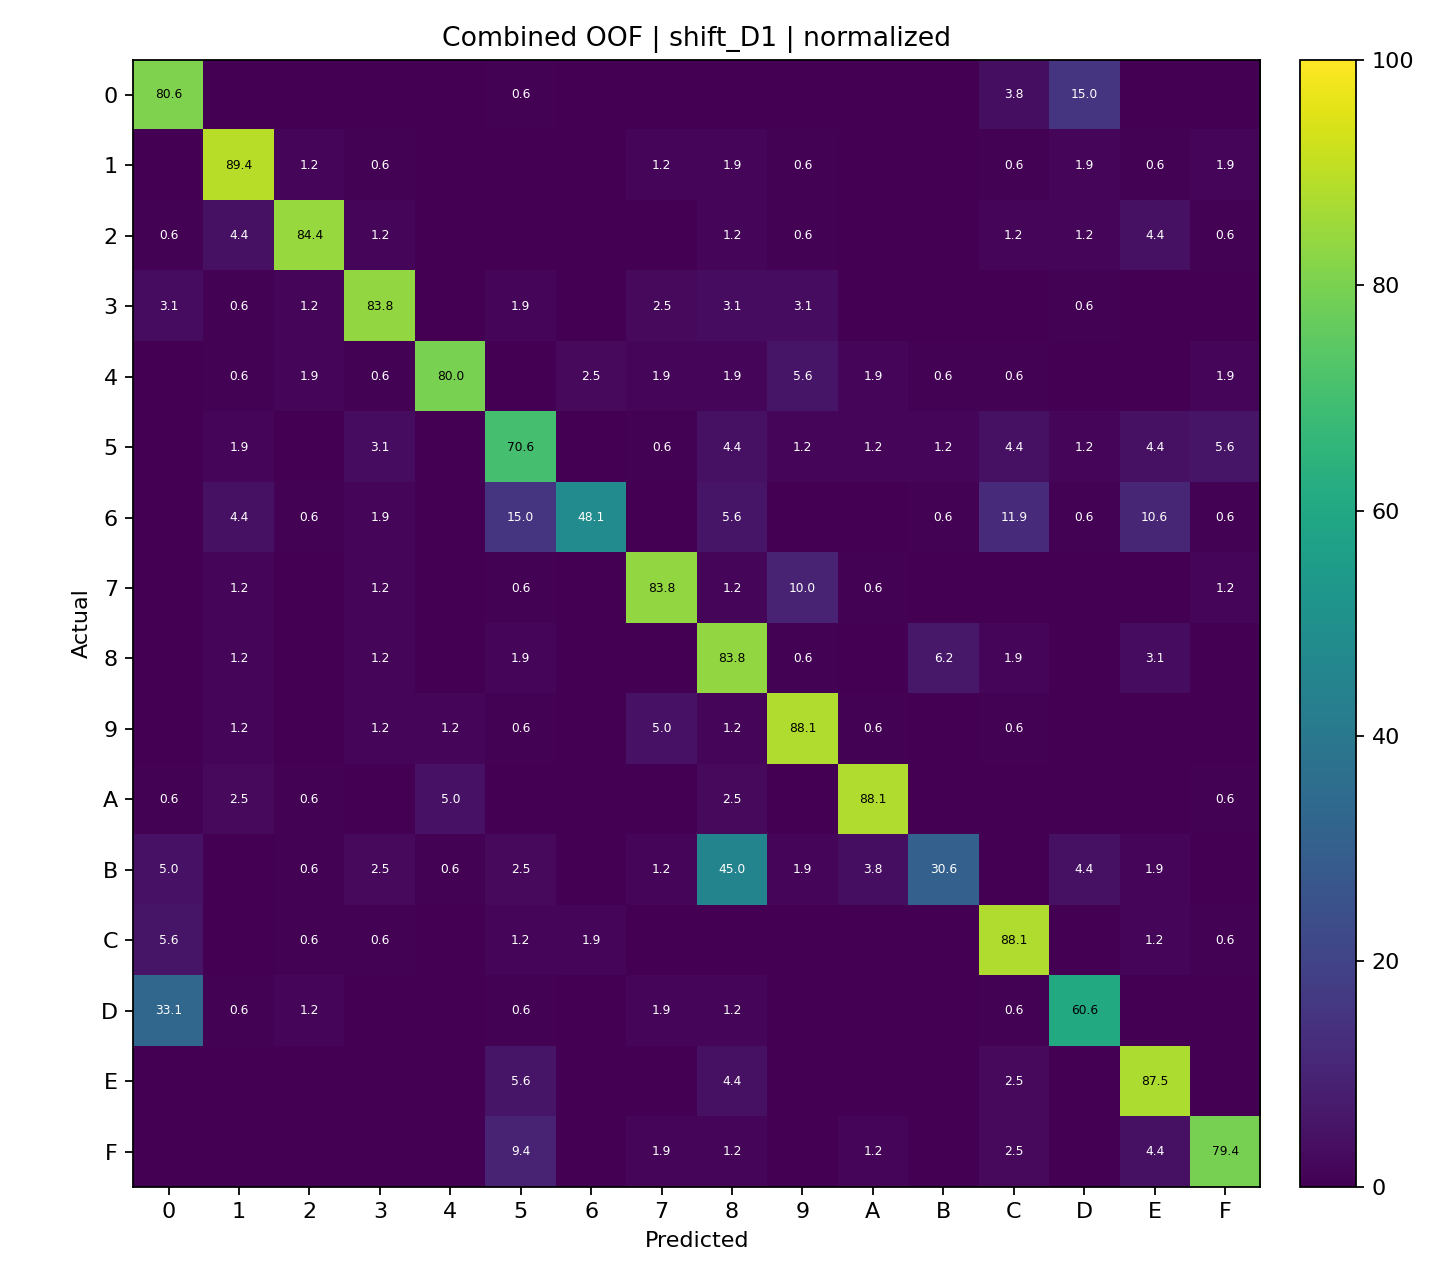 Combined OOF | shift_D1 | normalized
100
0 80.6 0.6 3.8 15.0
1 89.4 1.2 0.6 1.2 1.9 0.6 0.6 1.9 0.6 1.9
2 0.6 4.4 84.4 1.2 1.2 0.6 1.2 1.2 4.4 0.6
3 3.1 0.6 1.2 83.8 1.9 2.5 3.1 3.1 0.6
80
4 0.6 1.9 0.6 80.0 2.5 1.9 1.9 5.6 1.9 0.6 0.6 1.9
5 1.9 3.1 70.6 0.6 4.4 1.2 1.2 1.2 4.4 1.2 4.4 5.6
60
6 4.4 0.6 1.9 15.0 48.1 5.6 0.6 11.9 0.6 10.6 0.6
7 1.2 1.2 0.6 83.8 1.2 10.0 0.6 1.2
Actual
8 1.2 1.2 1.9 83.8 0.6 6.2 1.9 3.1
9 1.2 1.2 1.2 0.6 5.0 1.2 88.1 0.6 0.6
40
A 0.6 2.5 0.6 5.0 2.5 88.1 0.6
B 5.0 0.6 2.5 0.6 2.5 1.2 45.0 1.9 3.8 30.6 4.4 1.9
C 5.6 0.6 0.6 1.2 1.9 88.1 1.2 0.6
20
D 33.1 0.6 1.2 0.6 1.9 1.2 0.6 60.6
E 5.6 4.4 2.5 87.5
F 9.4 1.9 1.2 1.2 2.5 4.4 79.4
0
0 1 2 3 4 5 6 7 8 9 A B C D E F
Predicted